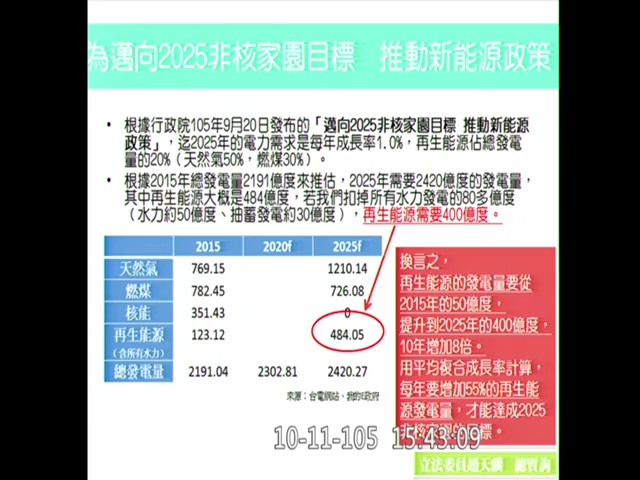 為邁向2025非核家園目標　推動新能源政策
• 根據行政院105年9月20日發布的「邁向2025非核家園目標 推動新能源
政策」，迄2025年的電力需求是每年成長率1.0%，再生能源佔總發電
量的20%（天然氣50%，燃煤30%）。
• 根據2015年總發電量2191億度來推估，2025年需要2420億度的發電量，
其中再生能源大概是484億度，若我們扣掉所有水力發電的80多億度
（水力約50億度、抽蓄發電約30億度），再生能源需要400億度。
2015 2020f 2025f
天然氣 769.15 1210.14
燃煤 782.45 726.08
核能 351.43 0
再生能源 123.12 484.05
（含所有水力）
總發電量 2191.04 2302.81 2420.27
來源：台電網站、我的E政府
換言之，
再生能源的發電量要從
2015年的50億度，
提升到2025年的400億度，
10年增加8倍。
用平均複合成長率計算，
每年要增加55%的再生能
源發電量，才能達成2025
非核家園的目標。
10-11-105 15:43:09
立法委員趙天麟 總質詢